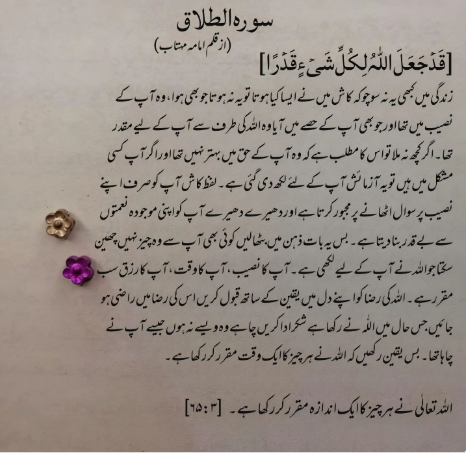 سورہ الطلاق
(از قلم امامہ مہتاب)
[قَدۡ جَعَلَ اللّٰہُ لِکُلِّ شَیۡءٍ قَدۡرًا]
زندگی میں کبھی یہ نہ سوچو کہ کاش میں نے ایسا کیا ہوتا تو یہ نہ ہوتا جو بھی ہوا، وہ آپ کے
نصیب میں تھا اور جو بھی آپ کے حصے میں آیا وہ اللہ کی طرف سے آپ کے لیے مقدر
تھا۔ اگر کچھ نہ ملا تو اس کا مطلب ہے کہ وہ آپ کے حق میں بہتر نہیں تھا اور اگر آپ کسی
مشکل میں ہیں تو یہ آزمائش آپ کے لئے لکھ دی گئی ہے۔ لفظ کاش آپ کو صرف اپنے
نصیب پر سوال اٹھانے پر مجبور کرتا ہے اور دھیرے دھیرے آپ کو اپنی موجودہ نعمتوں
سے بے قدر بنا دیتا ہے۔ بس یہ بات ذہن میں بٹھا لیں کوئی بھی آپ سے وہ چیز نہیں چھین
سکتا جو اللہ نے آپ کے لیے لکھی ہے۔ آپ کا نصیب، آپ کا وقت، آپ کا رزق سب
مقرر ہے۔ اللہ کی رضا کو اپنے دل میں یقین کے ساتھ قبول کریں اس کی رضا میں راضی ہو
جائیں جس حال میں اللہ نے رکھا ہے شکر ادا کریں چاہے وہ ویسے نہ ہوں جیسے آپ نے
چاہا تھا۔ بس یقین رکھیں کہ اللہ نے ہر چیز کا ایک وقت مقرر کر رکھا ہے۔
اللہ تعالٰی نے ہر چیز کا ایک اندازہ مقرر کر رکھا ہے۔ [۶۵:۳]